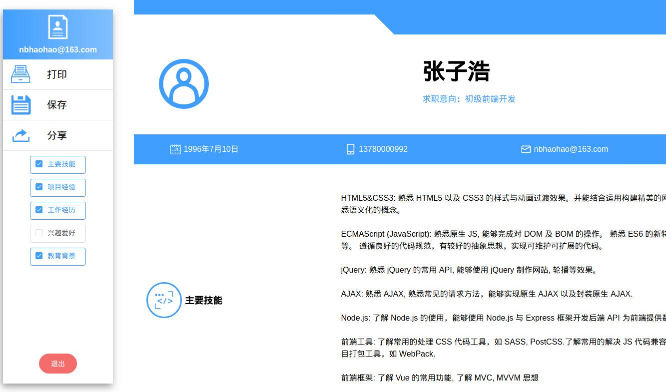 nbhaohao@163.com
打印
保存
分享
主要技能
项目经验
工作经历
兴趣爱好
教育背景
退出
张子浩
求职意向：初级前端开发
1996年7月10日
13780000992
nbhaohao@163.com
主要技能
HTML5&CSS3: 熟悉 HTML5 以及 CSS3 的样式与动画过渡效果。并能结合运用构建精美的网
悉语义化的概念。
ECMAScript (JavaScript): 熟悉原生 JS, 能够完成对 DOM 及 BOM 的操作。 熟悉 ES6 的新特
等。 遵循良好的代码规范，有较好的抽象思想，实现可维护可扩展的代码。
jQuery: 熟悉 jQuery 的常用 API, 能够使用 jQuery 制作网站, 轮播等效果。
AJAX: 熟悉 AJAX, 熟悉常见的请求方法，能够实现原生 AJAX 以及封装原生 AJAX.
Node.js: 了解 Node.js 的使用，能够使用 Node.js 与 Express 框架开发后端 API 为前端提供数
前端工具: 了解常用的处理 CSS 代码工具，如 SASS, PostCSS.了解常用的解决 JS 代码兼容
目打包工具，如 WebPack.
前端框架: 了解 Vue 的常用功能, 了解 MVC, MVVM 思想